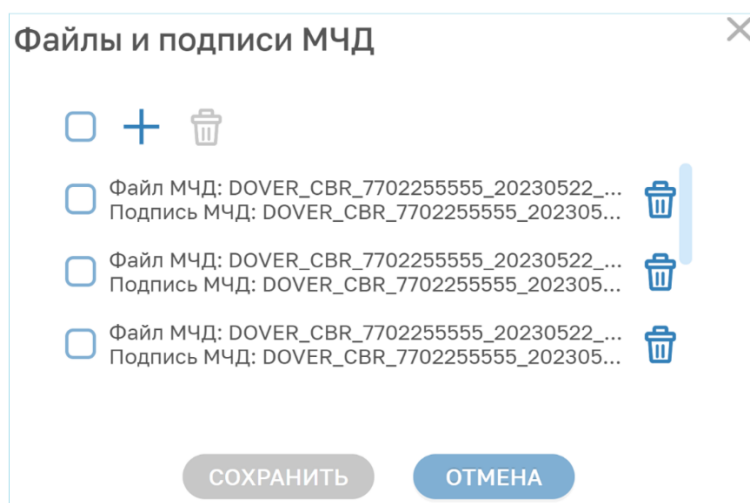 Файлы и подписи МЧД
Файл МЧД: DOVER_CBR_7702255555_20230522_...
Подпись МЧД: DOVER_CBR_7702255555_202305...
Файл МЧД: DOVER_CBR_7702255555_20230522_...
Подпись МЧД: DOVER_CBR_7702255555_202305...
Файл МЧД: DOVER_CBR_7702255555_20230522_...
Подпись МЧД: DOVER_CBR_7702255555_202305...
СОХРАНИТЬ ОТМЕНА